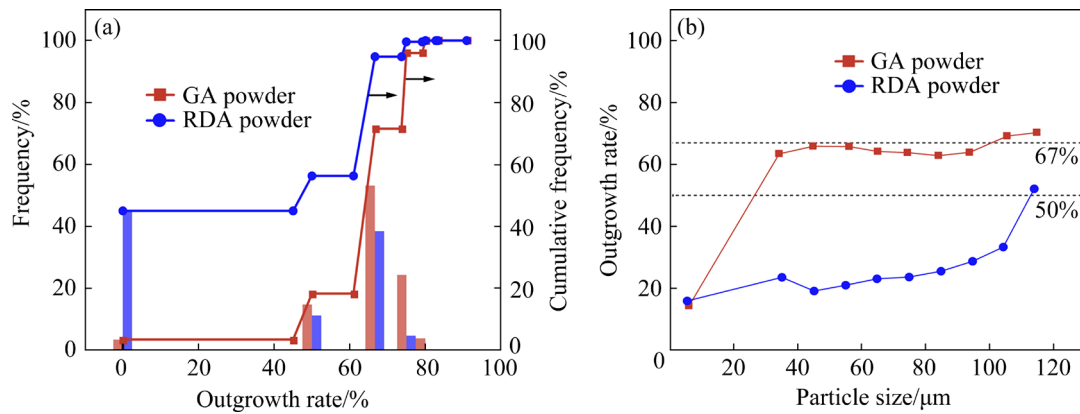 (a)
GA powder
RDA powder
Frequency/%
100
80
60
40
20
0
Cumulative frequency/%
100
80
60
40
20
0
0 20 40 60 80 100
Outgrowth rate/%
(b)
GA powder
RDA powder
67%
50%
Outgrowth rate/%
100
80
60
40
20
0
0 20 40 60 80 100 120
Particle size/μm